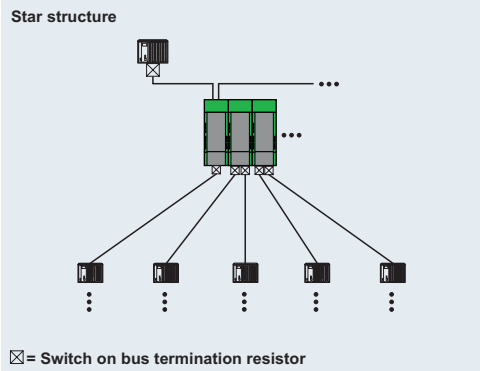 Star structure
= Switch on bus termination resistor